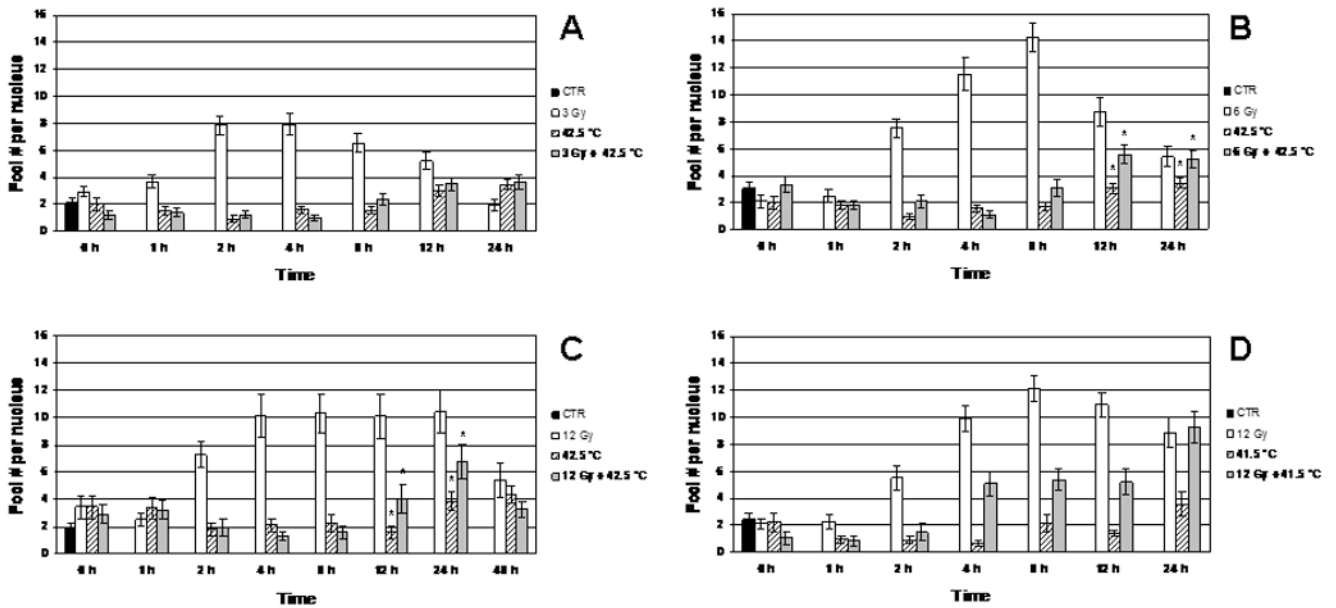 A
Foci # per nucleus
16
14
12
10
8
6
4
2
0
0 h 1 h 2 h 4 h 8 h 12 h 24 h
Time
CTR
3 Gy
42.5 °C
3 Gy + 42.5 °C
B
Foci # per nucleus
16
14
12
10
8
6
4
2
0
* * * *
0 h 1 h 2 h 4 h 8 h 12 h 24 h
Time
CTR
6 Gy
42.5 °C
6 Gy + 42.5 °C
C
Foci # per nucleus
16
14
12
10
8
6
4
2
0
* * * *
0 h 1 h 2 h 4 h 8 h 12 h 24 h 48 h
Time
CTR
12 Gy
42.5 °C
12 Gy + 42.5 °C
D
Foci # per nucleus
16
14
12
10
8
6
4
2
0
0 h 1 h 2 h 4 h 8 h 12 h 24 h
Time
CTR
12 Gy
41.5 °C
12 Gy + 41.5 °C